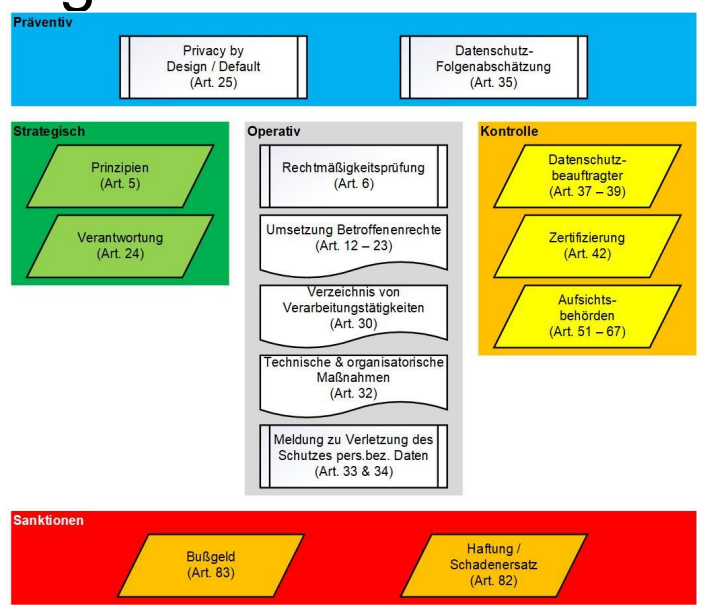 Präventiv
Privacy by
Design / Default
(Art. 25)
Datenschutz-
Folgenabschätzung
(Art. 35)
Strategisch
Prinzipien
(Art. 5)
Verantwortung
(Art. 24)
Operativ
Rechtmäßigkeitsprüfung
(Art. 6)
Umsetzung Betroffenenrechte
(Art. 12 – 23)
Verzeichnis von
Verarbeitungstätigkeiten
(Art. 30)
Technische & organisatorische
Maßnahmen
(Art. 32)
Meldung zu Verletzung des
Schutzes pers.bez. Daten
(Art. 33 & 34)
Kontrolle
Datenschutz-
beauftragter
(Art. 37 – 39)
Zertifizierung
(Art. 42)
Aufsichts-
behörden
(Art. 51 – 67)
Sanktionen
Bußgeld
(Art. 83)
Haftung /
Schadenersatz
(Art. 82)